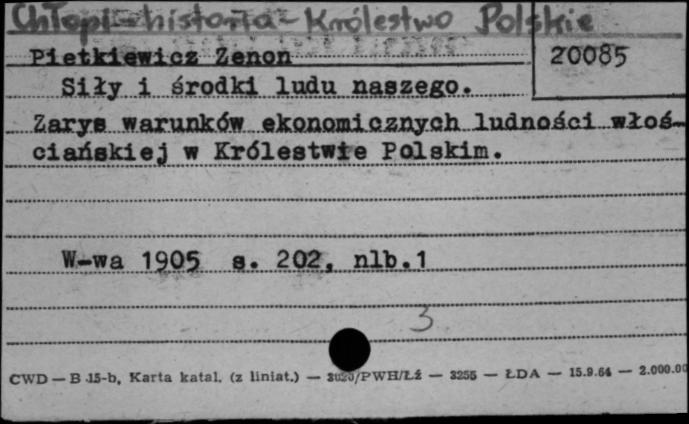 Chłopi - historia - Królestwo Polskie
Pietkiewicz Zenon
20085
Siły i środki ludu naszego.
Zarys warunków ekonomicznych ludności włoś-
ciańskiej w Królestwie Polskim.
W-wa 1905 s. 202, nlb.1
3
CWD — B 15-b, Karta katal. (z liniat.) — /PWH/Łź — 3255 — ŁDA — 15.9.64 — 2.000.00